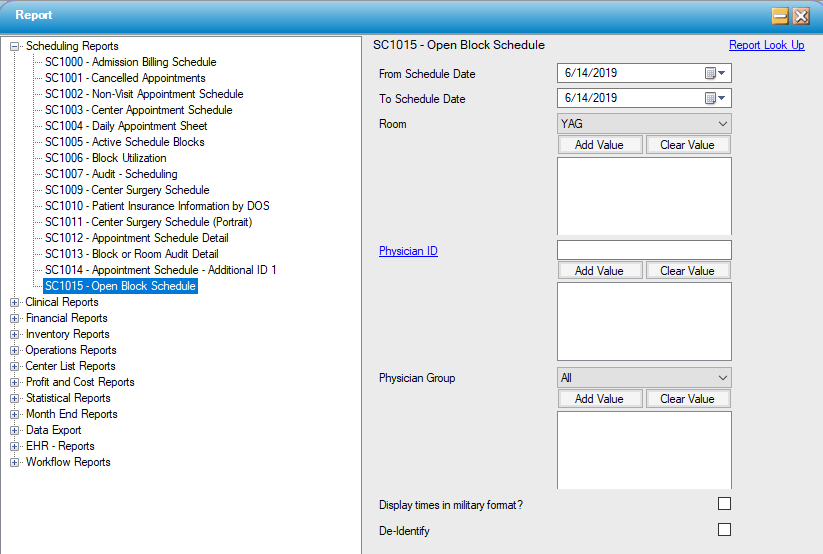 Report
Scheduling Reports
SC1000 - Admission Billing Schedule
SC1001 - Cancelled Appointments
SC1002 - Non-Visit Appointment Schedule
SC1003 - Center Appointment Schedule
SC1004 - Daily Appointment Sheet
SC1005 - Active Schedule Blocks
SC1006 - Block Utilization
SC1007 - Audit - Scheduling
SC1009 - Center Surgery Schedule
SC1010 - Patient Insurance Information by DOS
SC1011 - Center Surgery Schedule (Portrait)
SC1012 - Appointment Schedule Detail
SC1013 - Block or Room Audit Detail
SC1014 - Appointment Schedule - Additional ID 1
SC1015 - Open Block Schedule
Clinical Reports
Financial Reports
Inventory Reports
Operations Reports
Center List Reports
Profit and Cost Reports
Statistical Reports
Month End Reports
Data Export
EHR - Reports
Workflow Reports
SC1015 - Open Block Schedule
Report Look Up
From Schedule Date
6/14/2019
To Schedule Date
6/14/2019
Room
YAG
Add Value
Clear Value
Physician ID
Add Value
Clear Value
Physician Group
All
Add Value
Clear Value
Display times in military format?
De-Identify